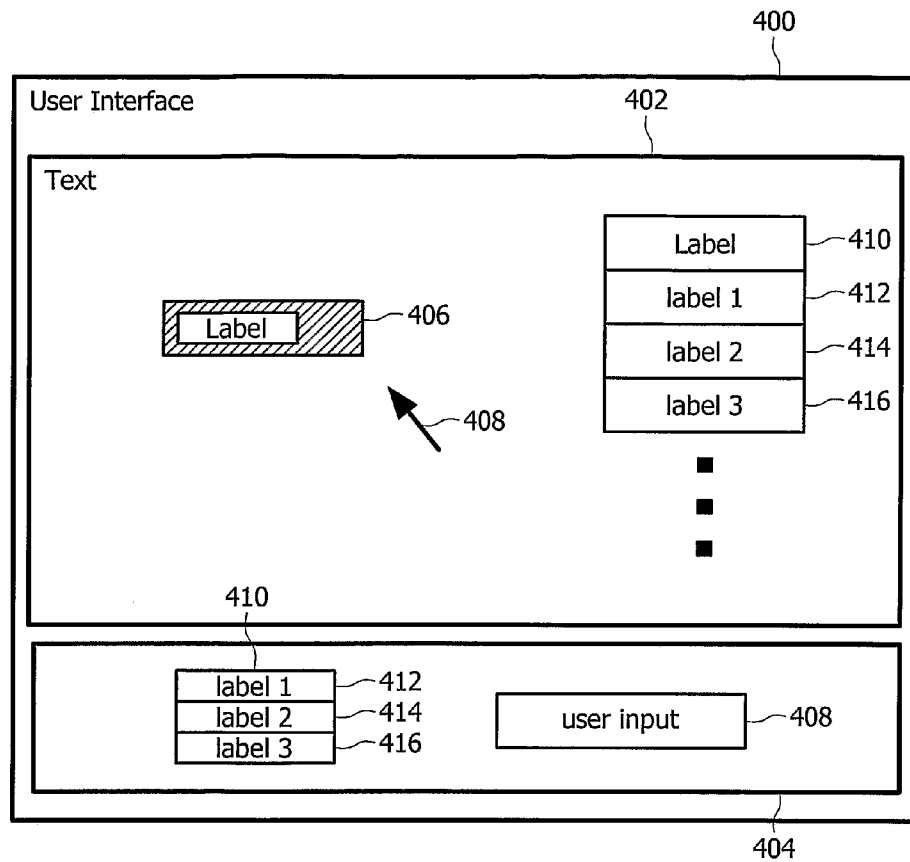 400
User Interface
402
Text
Label 410
label 1 412
Label 406
label 2 414
label 3 416
408
410
label 1 412
label 2 414
label 3 416
user input 408
404